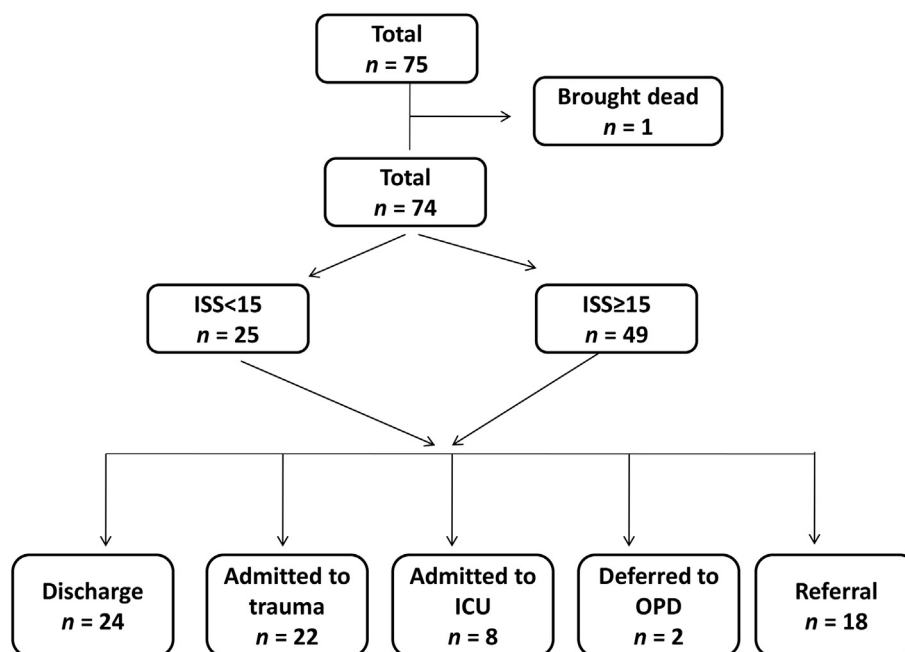 Total
n = 75
Brought dead
n = 1
Total
n = 74
ISS<15
n = 25
ISS≥15
n = 49
Discharge
n = 24
Admitted to
trauma
n = 22
Admitted to
ICU
n = 8
Deferred to
OPD
n = 2
Referral
n = 18